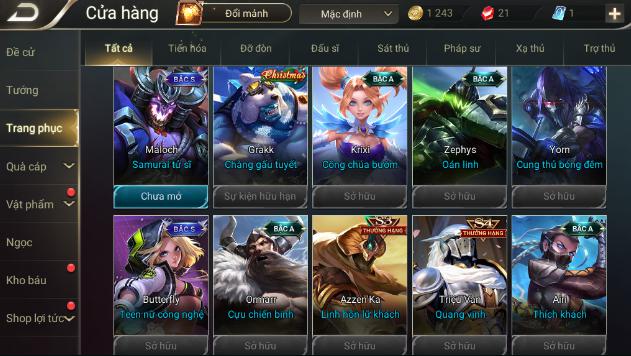 Cửa hàng
Đổi mảnh
Mặc định
1 243
21
1
Đề cử
Tướng
Trang phục
Quà cáp
Vật phẩm
Ngọc
Kho báu
Shop lợi tức
Tất cả
Tiến hóa
Đỡ đòn
Đấu sĩ
Sát thủ
Pháp sư
Xạ thủ
Trợ thủ
BẬC S
Maloch
Samurai tử sĩ
Chưa mở
Christmas
Grakk
Chàng gấu tuyết
Sự kiện hữu hạn
BẬC A
Krixi
Công chúa bướm
Sở hữu
BẬC A
Zephys
Oán linh
Sở hữu
Yorn
Cung thủ bóng đêm
Sở hữu
BẬC S
Butterfly
Teen nữ công nghệ
Sở hữu
BẬC A
Ormarr
Cựu chiến binh
Sở hữu
S3
THƯỞNG HẠNG
Azzen'Ka
Linh hồn lữ khách
Sở hữu
S4
THƯỞNG HẠNG
Triệu Vân
Quang vinh
Sở hữu
BẬC A
Airi
Thích khách
Sở hữu